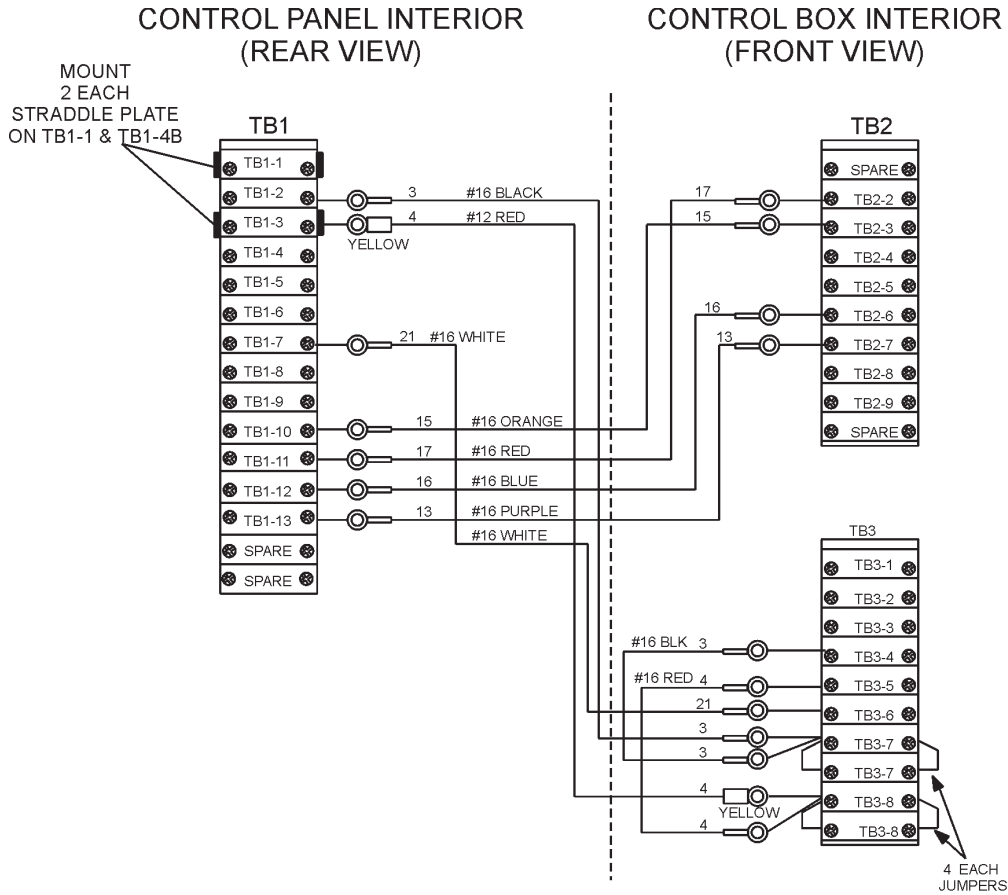 CONTROL PANEL INTERIOR
(REAR VIEW)
CONTROL BOX INTERIOR
(FRONT VIEW)
MOUNT
2 EACH
STRADDLE PLATE
ON TB1-1 & TB1-4B
TB1
TB1-1
TB1-2
TB1-3
TB1-4
TB1-5
TB1-6
TB1-7
TB1-8
TB1-9
TB1-10
TB1-11
TB1-12
TB1-13
SPARE
SPARE
3 #16 BLACK
4 #12 RED
YELLOW
21 #16 WHITE
15 #16 ORANGE
17 #16 RED
16 #16 BLUE
13 #16 PURPLE
#16 WHITE
17
15
16
13
TB2
SPARE
TB2-2
TB2-3
TB2-4
TB2-5
TB2-6
TB2-7
TB2-8
TB2-9
SPARE
#16 BLK 3
#16 RED 4
21
3
3
4
YELLOW
4
TB3
TB3-1
TB3-2
TB3-3
TB3-4
TB3-5
TB3-6
TB3-7
TB3-7
TB3-8
TB3-8
4 EACH
JUMPERS